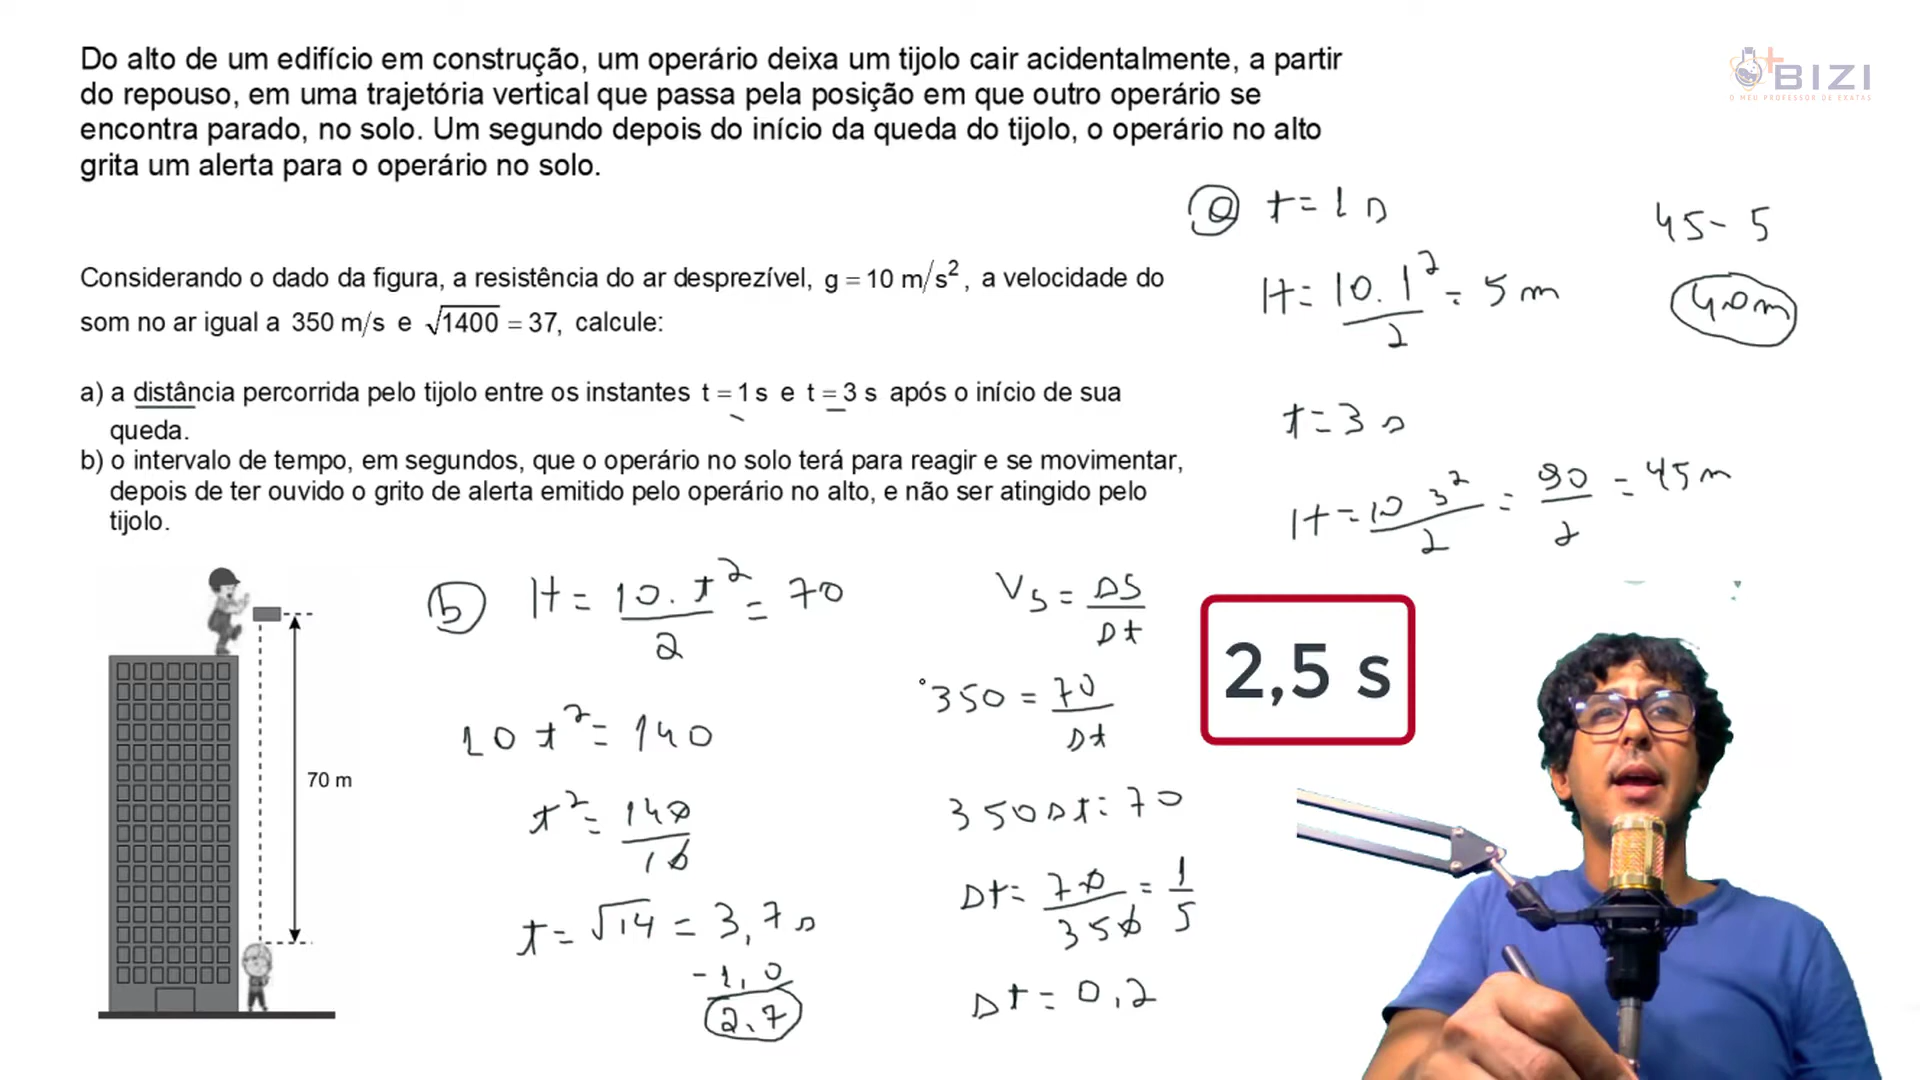 Do alto de um edifício em construção, um operário deixa um tijolo cair acidentalmente, a partir
do repouso, em uma trajetória vertical que passa pela posição em que outro operário se
encontra parado, no solo. Um segundo depois do início da queda do tijolo, o operário no alto
grita um alerta para o operário no solo.
+BIZI
O MEU PROFESSOR DE EXATAS
Considerando o dado da figura, a resistência do ar desprezível, g = 10 m/s², a velocidade do
som no ar igual a 350 m/s e √1400 = 37, calcule:
a) a distância percorrida pelo tijolo entre os instantes t = 1 s e t = 3 s após o início de sua
queda.
b) o intervalo de tempo, em segundos, que o operário no solo terá para reagir e se movimentar,
depois de ter ouvido o grito de alerta emitido pelo operário no alto, e não ser atingido pelo
tijolo.
70 m
a t = 1 s
H = 10 . 1² / 2 = 5 m
t = 3 s
H = 10 3² / 2 = 90 / 2 = 45 m
45 - 5
40 m
b H = 10 . t² / 2 = 70
10 t² = 140
t² = 140 / 10
t = √14 = 3,7 s
- 1,0
2,7
Vs = ΔS / Δt
350 = 70 / Δt
350 Δt = 70
Δt = 70 / 350 = 1 / 5
Δt = 0,2
2,5 s